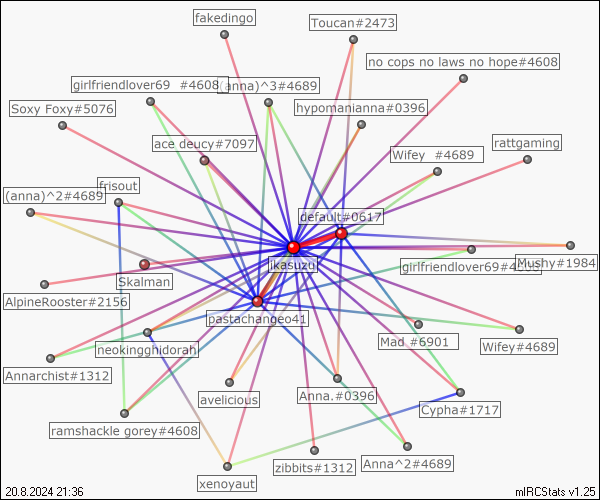 fakedingo
Toucan#2473
no cops no laws no hope#4608
girlfriendlover69 #4608
(anna)^3#4689
Soxy Foxy#5076
hypomanianna#0396
ace deucy#7097
rattgaming
Wifey #4689
frisout
(anna)^2#4689
default#0617
ikasuzu
Skalman
girlfriendlover69#4
Mushy#1984
AlpineRooster#2156
pastachangeo41
neokingghidorah
Mad #6901
Wifey#4689
Annarchist#1312
avelicious
Anna.#0396
Cypha#1717
ramshackle gorey#4608
zibbits#1312
Anna^2#4689
xenoyaut
20.8.2024 21:36
mIRCStats v1.25